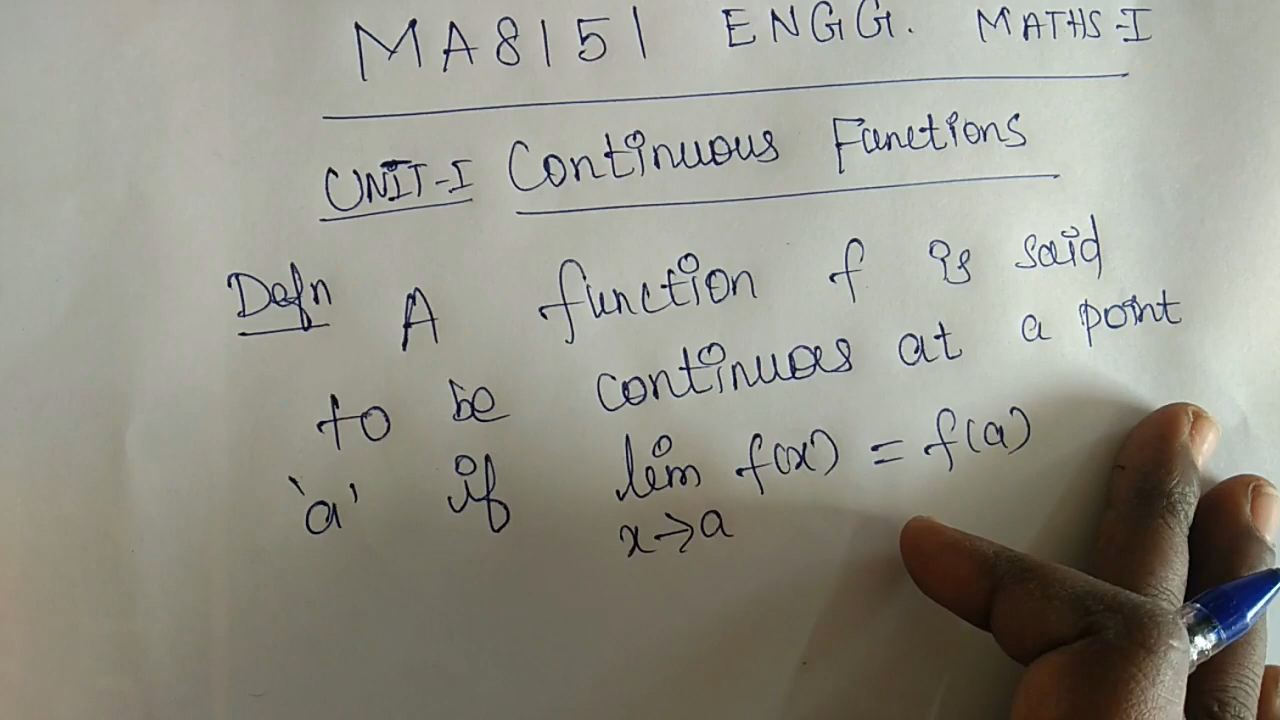 MA8151 ENGG. MATHS-I
UNIT-I Continuous Functions
Defn A function f is said
to be continuous at a point
'a' if lim f(x) = f(a)
x→a